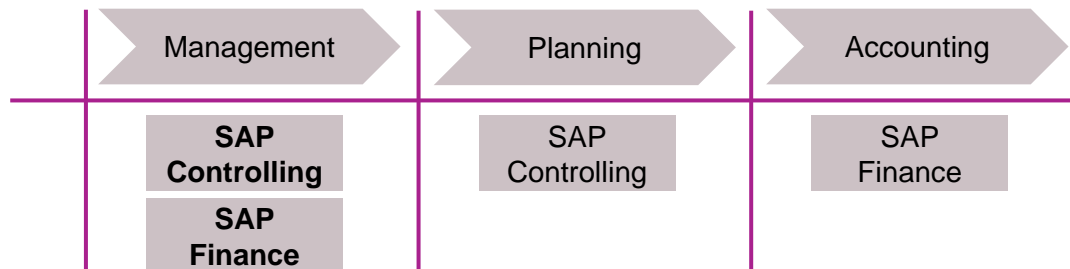 Management
Planning
Accounting
SAP
Controlling
SAP
Finance
SAP
Controlling
SAP
Finance